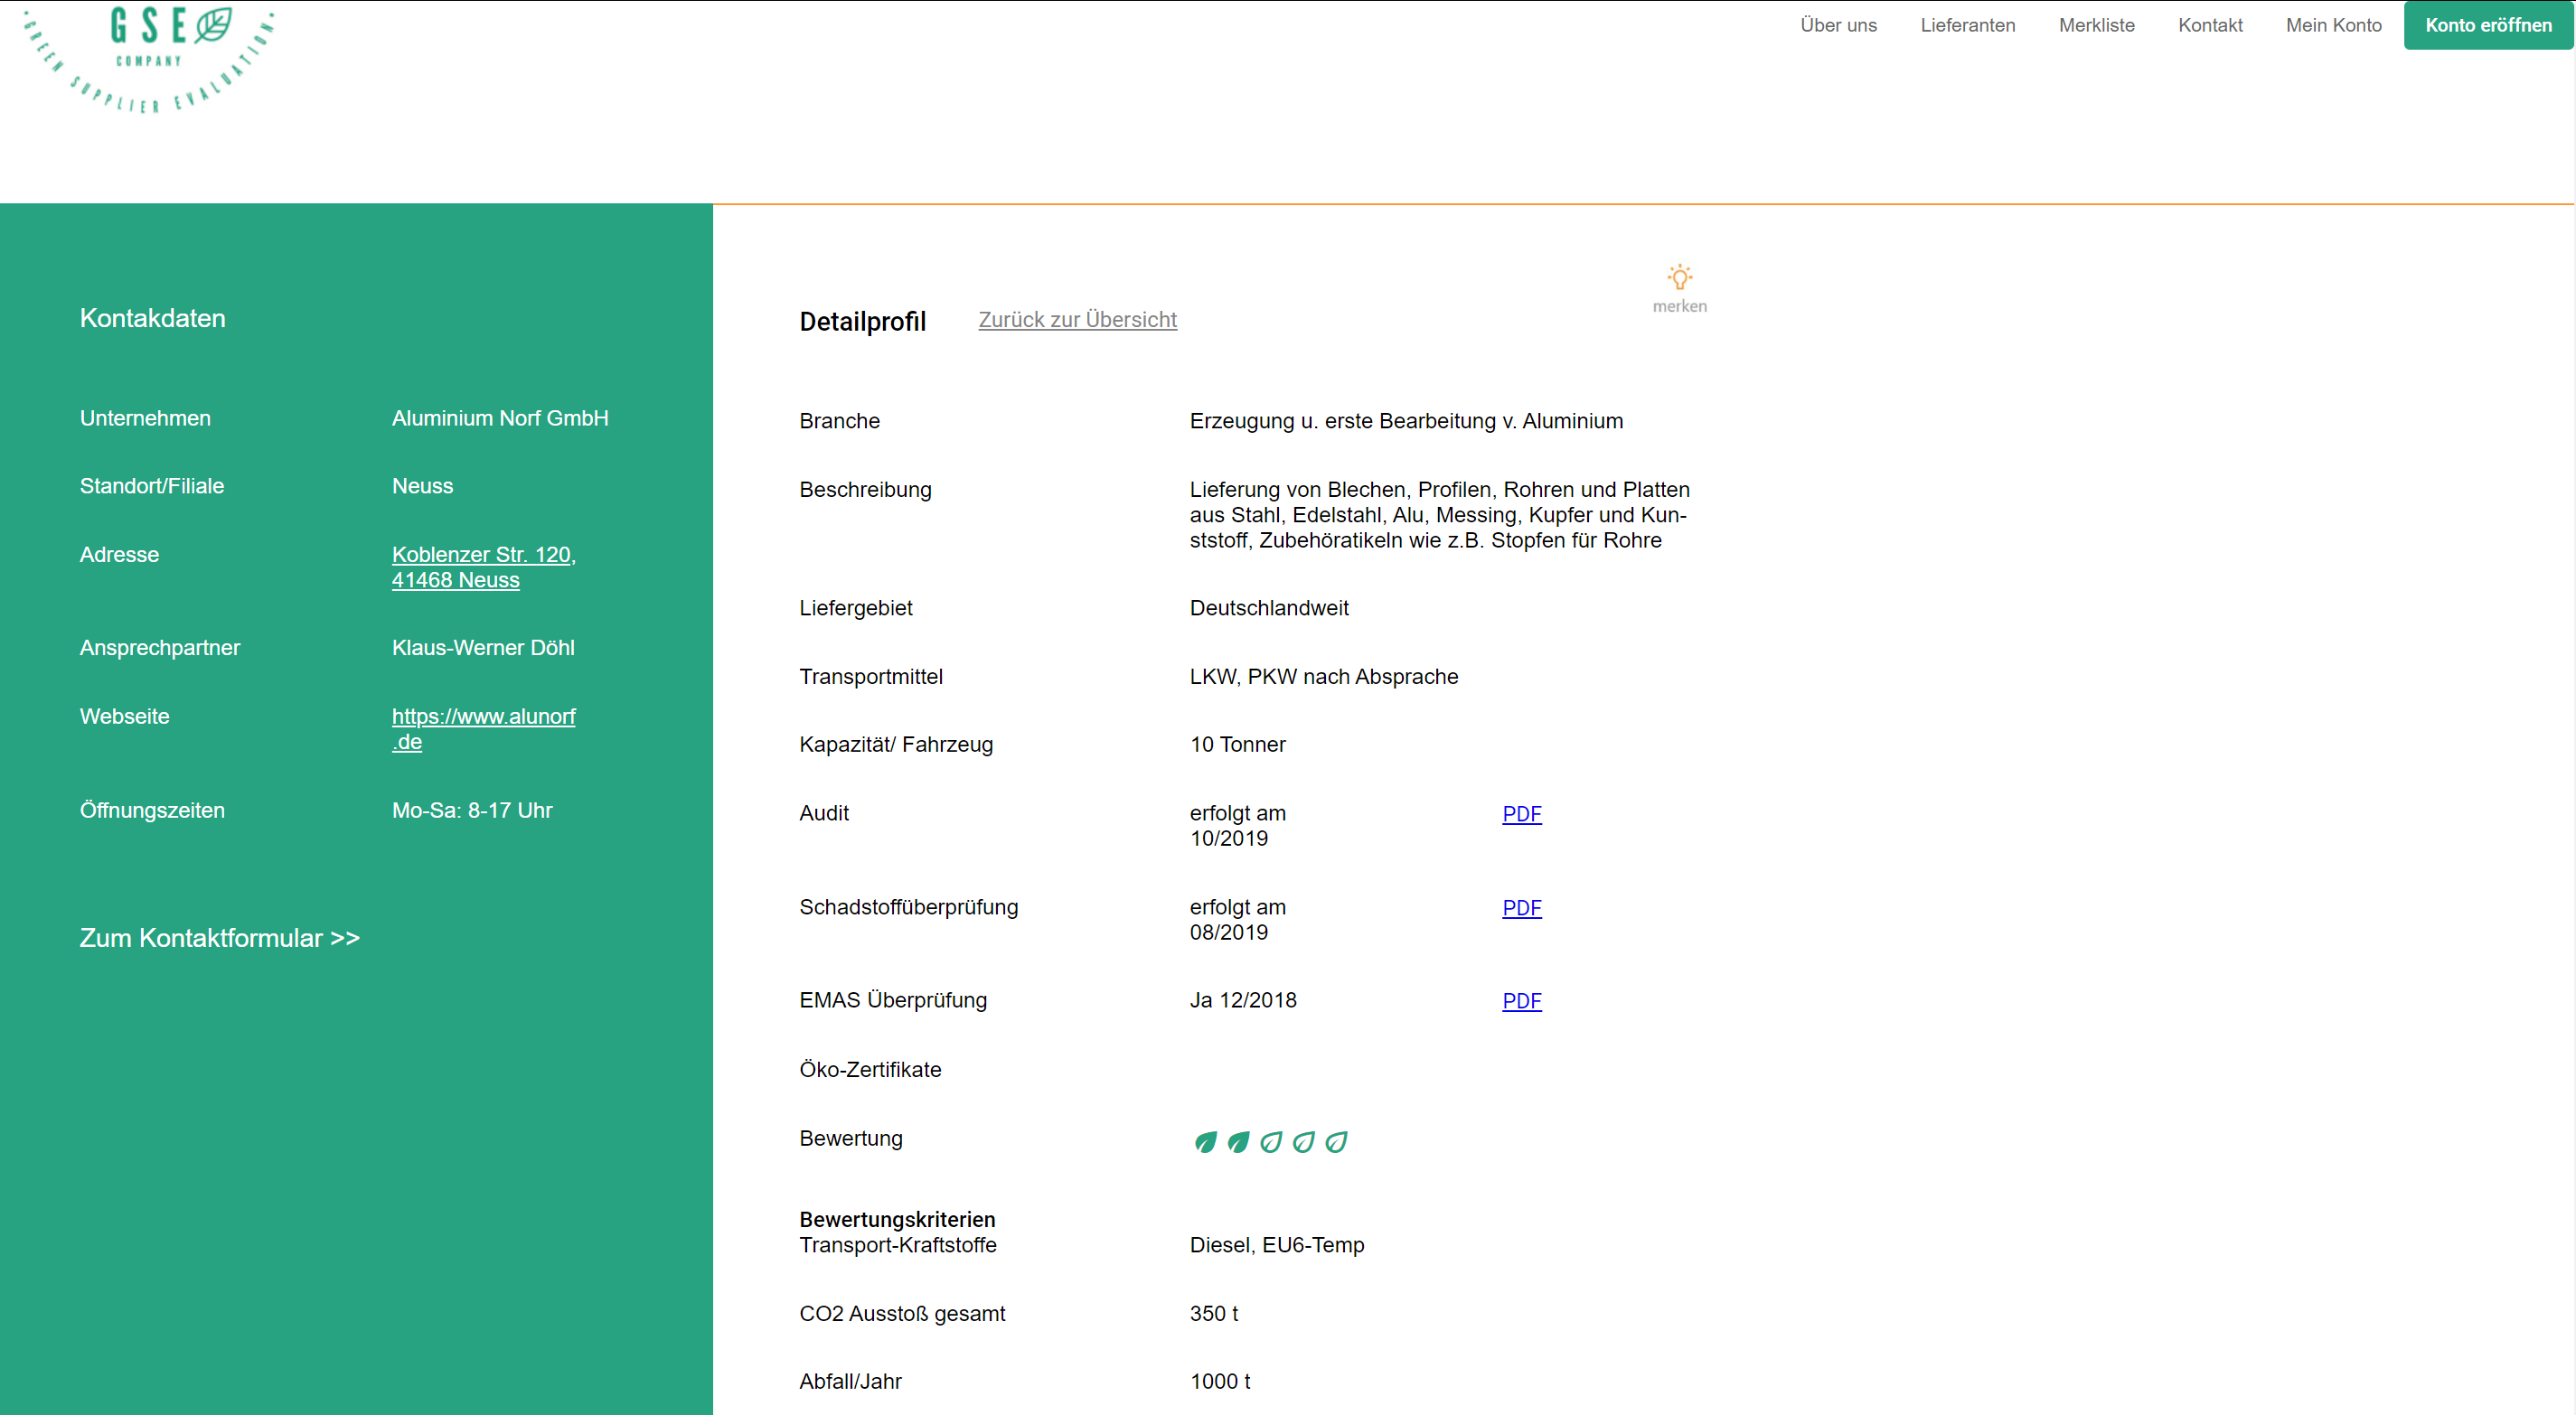 GSE
COMPANY
GREEN SUPPLIER EVALUATION
Über uns
Lieferanten
Merkliste
Kontakt
Mein Konto
Konto eröffnen
Kontakdaten
Unternehmen
Aluminium Norf GmbH
Standort/Filiale
Neuss
Adresse
Koblenzer Str. 120,
41468 Neuss
Ansprechpartner
Klaus-Werner Döhl
Webseite
https://www.alunorf
.de
Öffnungszeiten
Mo-Sa: 8-17 Uhr
Zum Kontaktformular >>
merken
Detailprofil
Zurück zur Übersicht
Branche
Erzeugung u. erste Bearbeitung v. Aluminium
Beschreibung
Lieferung von Blechen, Profilen, Rohren und Platten
aus Stahl, Edelstahl, Alu, Messing, Kupfer und Kun-
ststoff, Zubehöratikeln wie z.B. Stopfen für Rohre
Liefergebiet
Deutschlandweit
Transportmittel
LKW, PKW nach Absprache
Kapazität/ Fahrzeug
10 Tonner
Audit
erfolgt am
10/2019
PDF
Schadstoffüberprüfung
erfolgt am
08/2019
PDF
EMAS Überprüfung
Ja 12/2018
PDF
Öko-Zertifikate
Bewertung
Bewertungskriterien
Transport-Kraftstoffe
Diesel, EU6-Temp
CO2 Ausstoß gesamt
350 t
Abfall/Jahr
1000 t